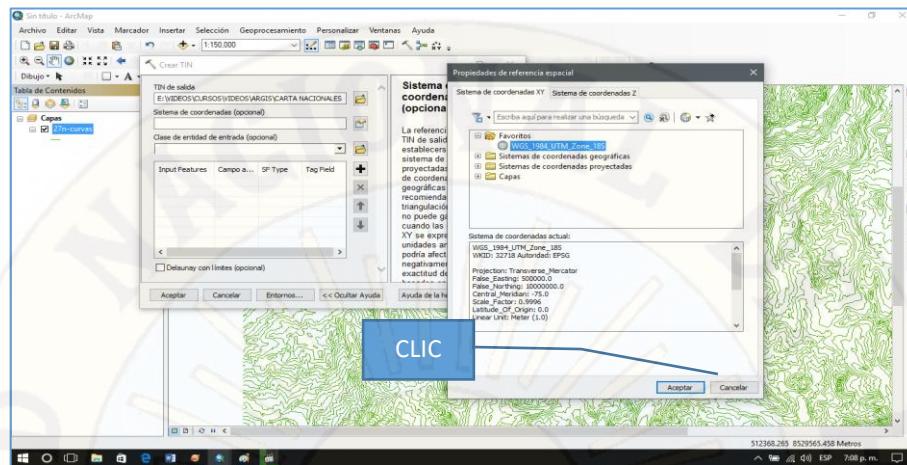 Sin título - ArcMap
Archivo Editar Vista Marcador Insertar Selección Geoprocesamiento Personalizar Ventanas Ayuda
1:150.000
Dibujo
Tabla de Contenidos
Capas
27n-curvas
Crear TIN
TIN de salida
E:\VIDEOS\CURSOS\VIDEOS\ARGIS\CARTA NACIONALES
Sistema de coordenadas (opcional)
Clase de entidad de entrada (opcional)
Input Features Campo a... SF Type Tag Field
Delaunay con límites (opcional)
Aceptar Cancelar Entornos... << Ocultar Ayuda
Sistema
coordena
(opciona
La referenci
TIN de salid
establecers
sistema de
proyectadas
de coordena
geográficas
recomienda
triangulació
no puede ga
cuando las
XY se expre
unidades an
podría afect
negativamen
exactitud de
Ayuda de la h
Propiedades de referencia espacial
Sistema de coordenadas XY Sistema de coordenadas Z
Escriba aquí para realizar una búsqueda
Favoritos
WGS_1984_UTM_Zone_18S
Sistemas de coordenadas geográficas
Sistemas de coordenadas proyectadas
Capas
Sistema de coordenadas actual:
WGS_1984_UTM_Zone_18S
WKID: 32718 Autoridad: EPSG
Projection: Transverse_Mercator
False_Easting: 500000.0
False_Northing: 10000000.0
Central_Meridian: -75.0
Scale_Factor: 0.9996
Latitude_Of_Origin: 0.0
Linear Unit: Meter (1.0)
Aceptar Cancelar
CLIC
512368.265 8529565.458 Metros
ESP 7:08 p. m.